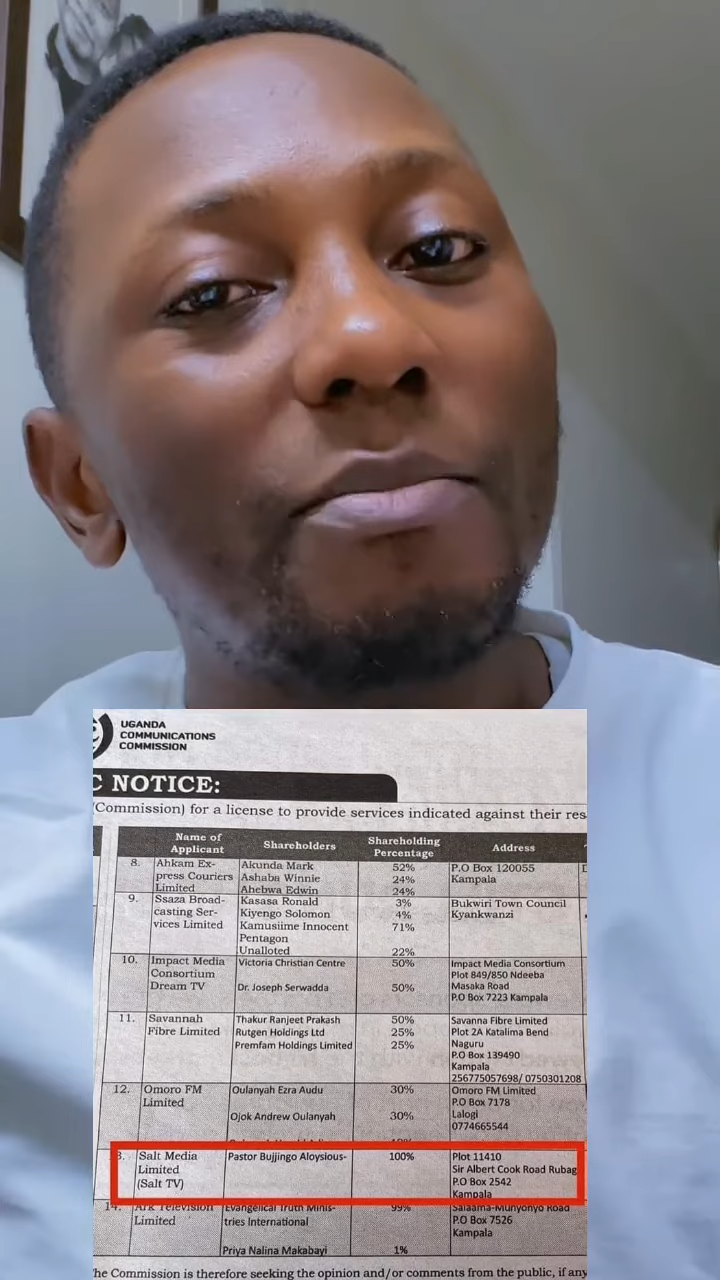 UGANDA
COMMUNICATIONS
COMMISSION
C NOTICE:
Commission) for a license to provide services indicated against their res
Name of Applicant Shareholders Shareholding Percentage Address
8. Ahkam Ex- Akunda Mark 52% P.O Box 120055
press Couriers Ashaba Winnie 24% Kampala
Limited Ahebwa Edwin 24%
9. Ssaza Broad- Kasasa Ronald 3% Bukwiri Town Council
casting Ser- Kiyengo Solomon 4% Kyankwanzi
vices Limited Kamusiime Innocent 71%
Pentagon
Unalloted 22%
10. Impact Media Victoria Christian Centre 50% Impact Media Consortium
Consortium Plot 849/850 Ndeeba
Dream TV Dr. Joseph Serwadda 50% Masaka Road
P.O Box 7223 Kampala
11. Savannah Thakur Ranjeet Prakash 50% Savanna Fibre Limited
Fibre Limited Rutgen Holdings Ltd 25% Plot 2A Katalima Bend
Premfam Holdings Limited 25% Naguru
P.O Box 139490
Kampala
256775057698/ 0750301208
12. Omoro FM Oulanyah Ezra Audu 30% Omoro FM Limited
Limited P.O Box 7178
Ojok Andrew Oulanyah 30% Lalogi
0774665544
3. Salt Media Pastor Bujjingo Aloysious- 100% Plot 11410
Limited Sir Albert Cook Road Rubag
(Salt TV) P.O Box 2542
Kampala
14. Ark Television Evangelical Truth Minis- 99% Salaama-Munyonyo Road
Limited tries International P.O Box 7526
Kampala
Priya Nalina Makabayi 1%
he Commission is therefore seeking the opinion and/or comments from the public, if any